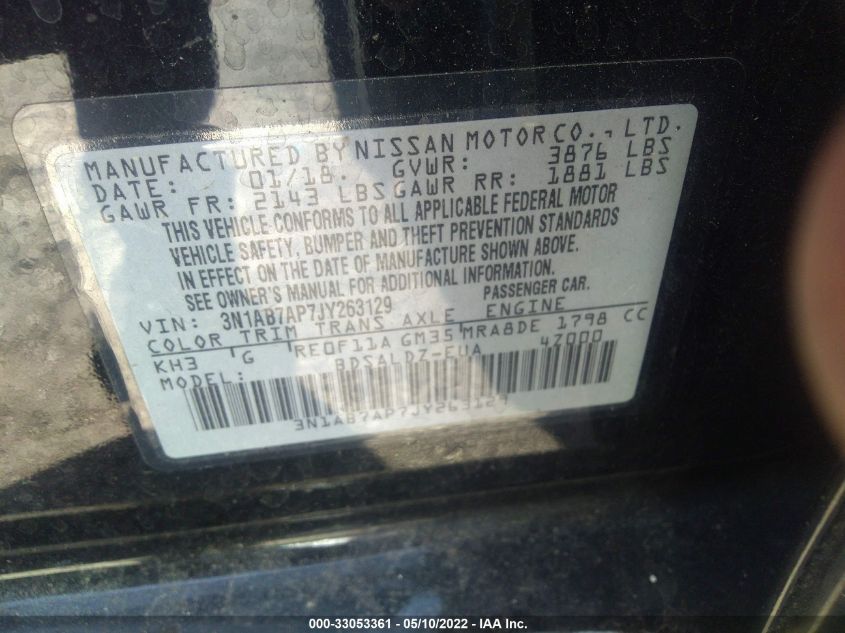 MANUFACTURED BY NISSAN MOTOR CO., LTD.
DATE: 01/18. GVWR: 3876 LBS
GAWR FR: 2143 LBS GAWR RR: 1881 LBS
THIS VEHICLE CONFORMS TO ALL APPLICABLE FEDERAL MOTOR
VEHICLE SAFETY, BUMPER AND THEFT PREVENTION STANDARDS
IN EFFECT ON THE DATE OF MANUFACTURE SHOWN ABOVE.
SEE OWNER'S MANUAL FOR ADDITIONAL INFORMATION.
VIN: 3N1AB7AP7JY263129 PASSENGER CAR.
COLOR TRIM TRANS AXLE ENGINE
KH3 G RE0F11A GM35 MRA8DE 1798 CC
MODEL: BDSALDZ-EUA 4Z000
3N1AB7AP7JY263129
000-33053361 - 05/10/2022 - IAA Inc.